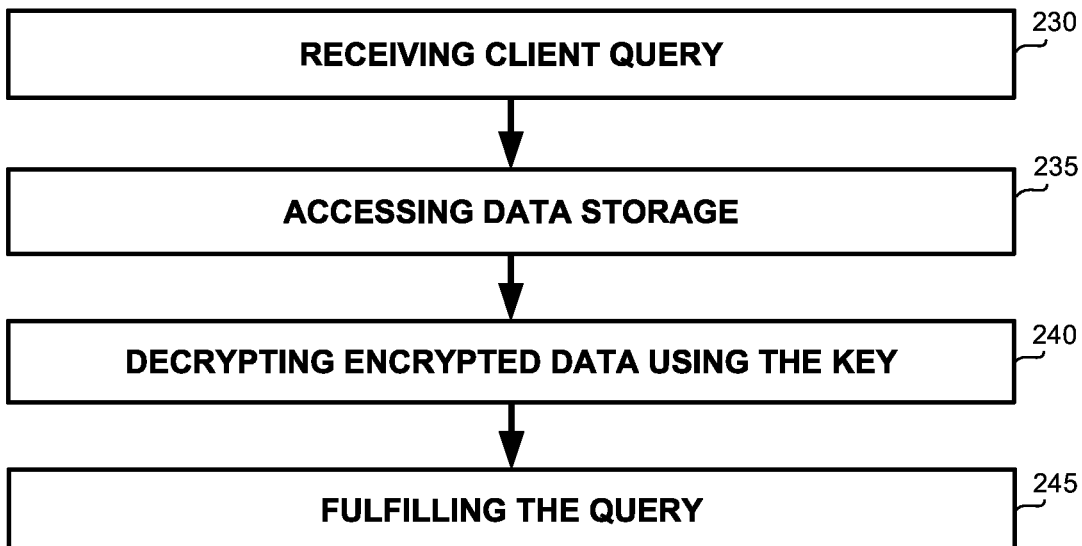 230
RECEIVING CLIENT QUERY
235
ACCESSING DATA STORAGE
240
DECRYPTING ENCRYPTED DATA USING THE KEY
245
FULFILLING THE QUERY